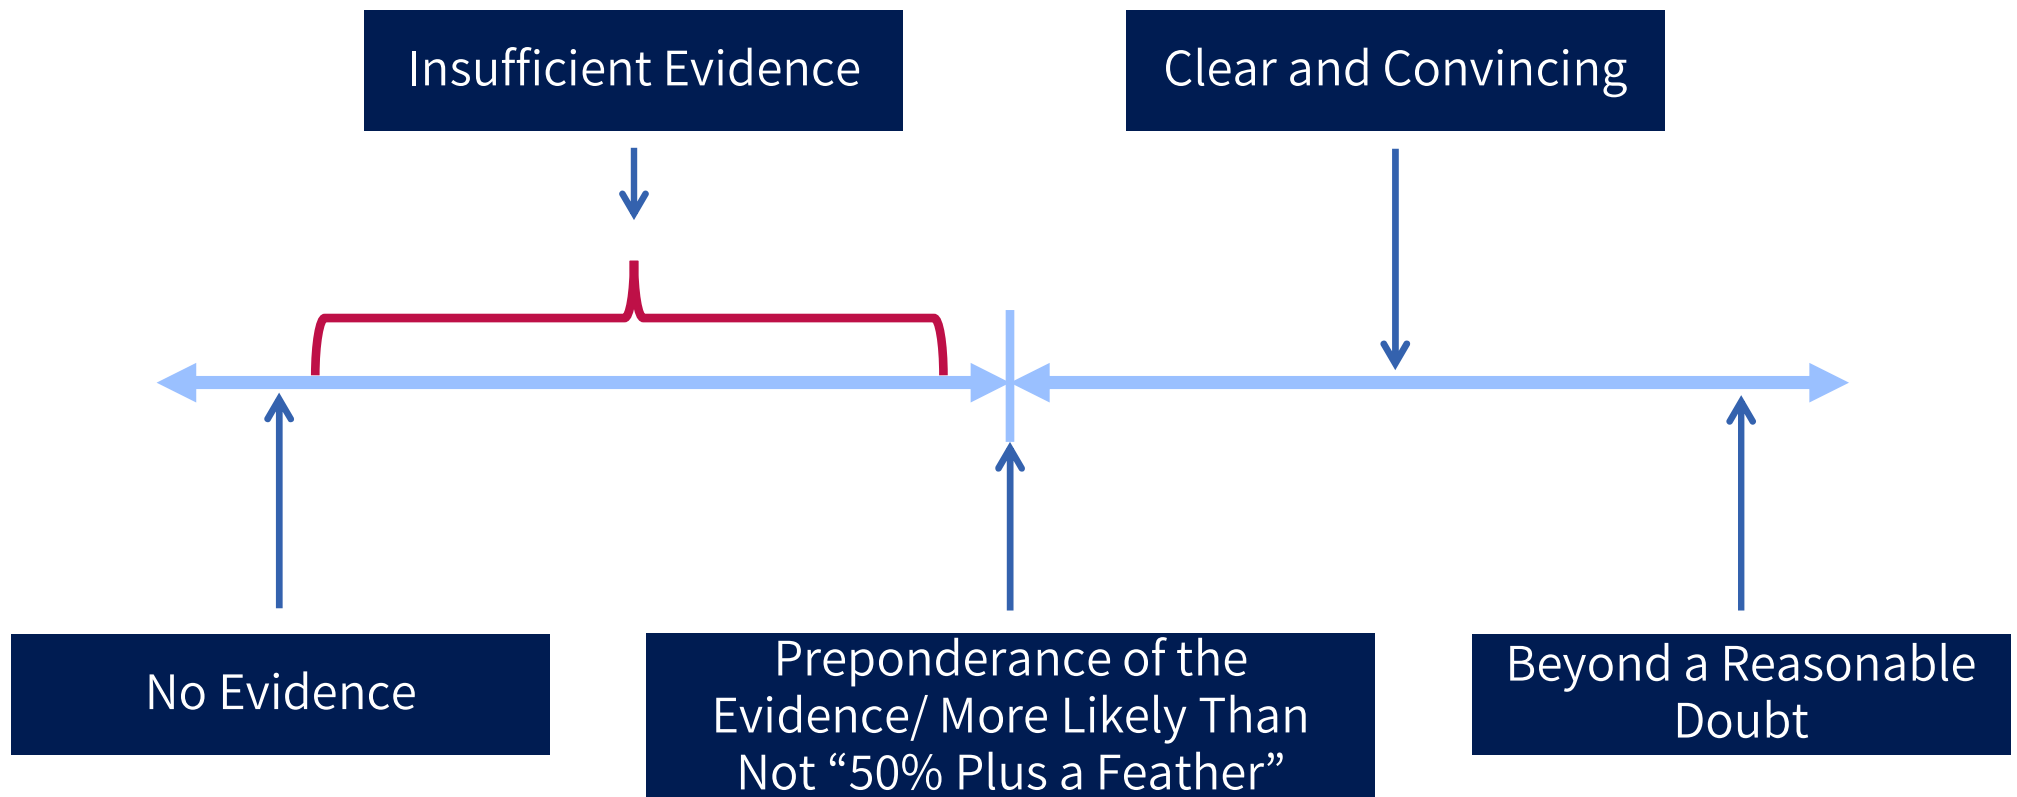 Insufficient Evidence
Clear and Convincing
No Evidence
Preponderance of the
Evidence/ More Likely Than
Not “50% Plus a Feather”
Beyond a Reasonable
Doubt